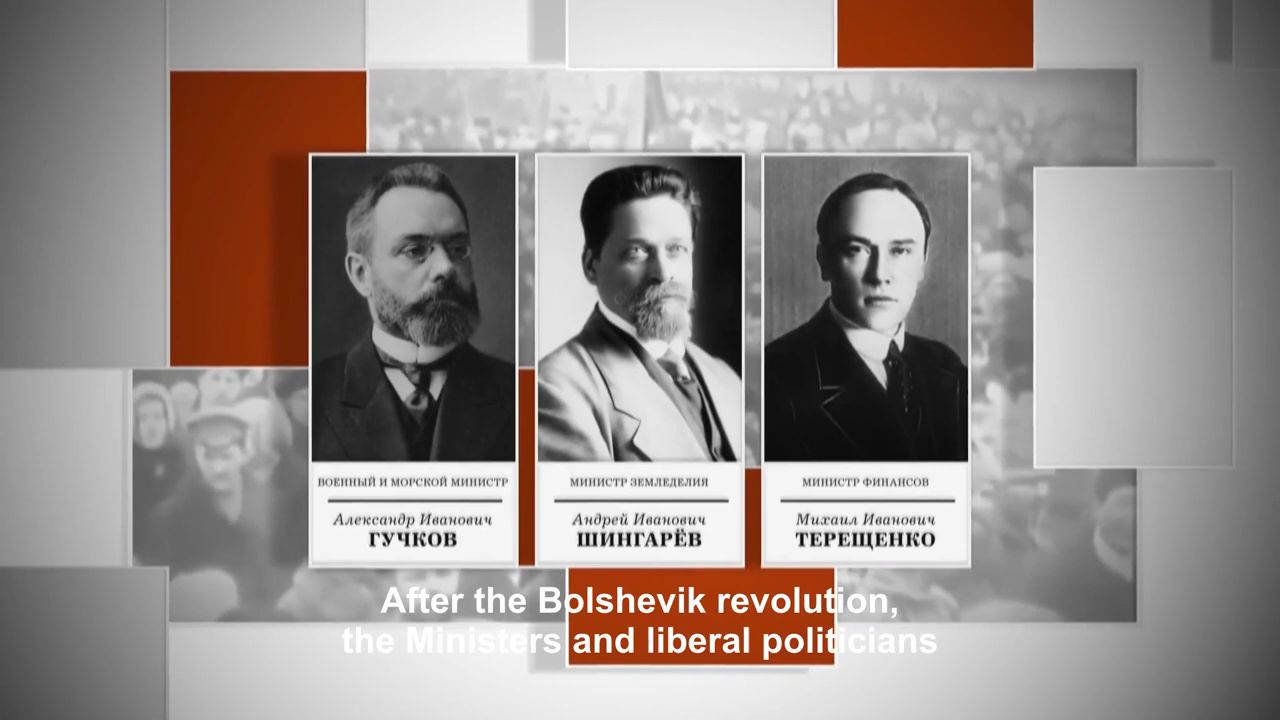 ВОЕННЫЙ И МОРСКОЙ МИНИСТР
Александр Иванович
ГУЧКОВ
МИНИСТР ЗЕМЛЕДЕЛИЯ
Андрей Иванович
ШИНГАРЁВ
МИНИСТР ФИНАНСОВ
Михаил Иванович
ТЕРЕЩЕНКО
After the Bolshevik revolution,
the Ministers and liberal politicians